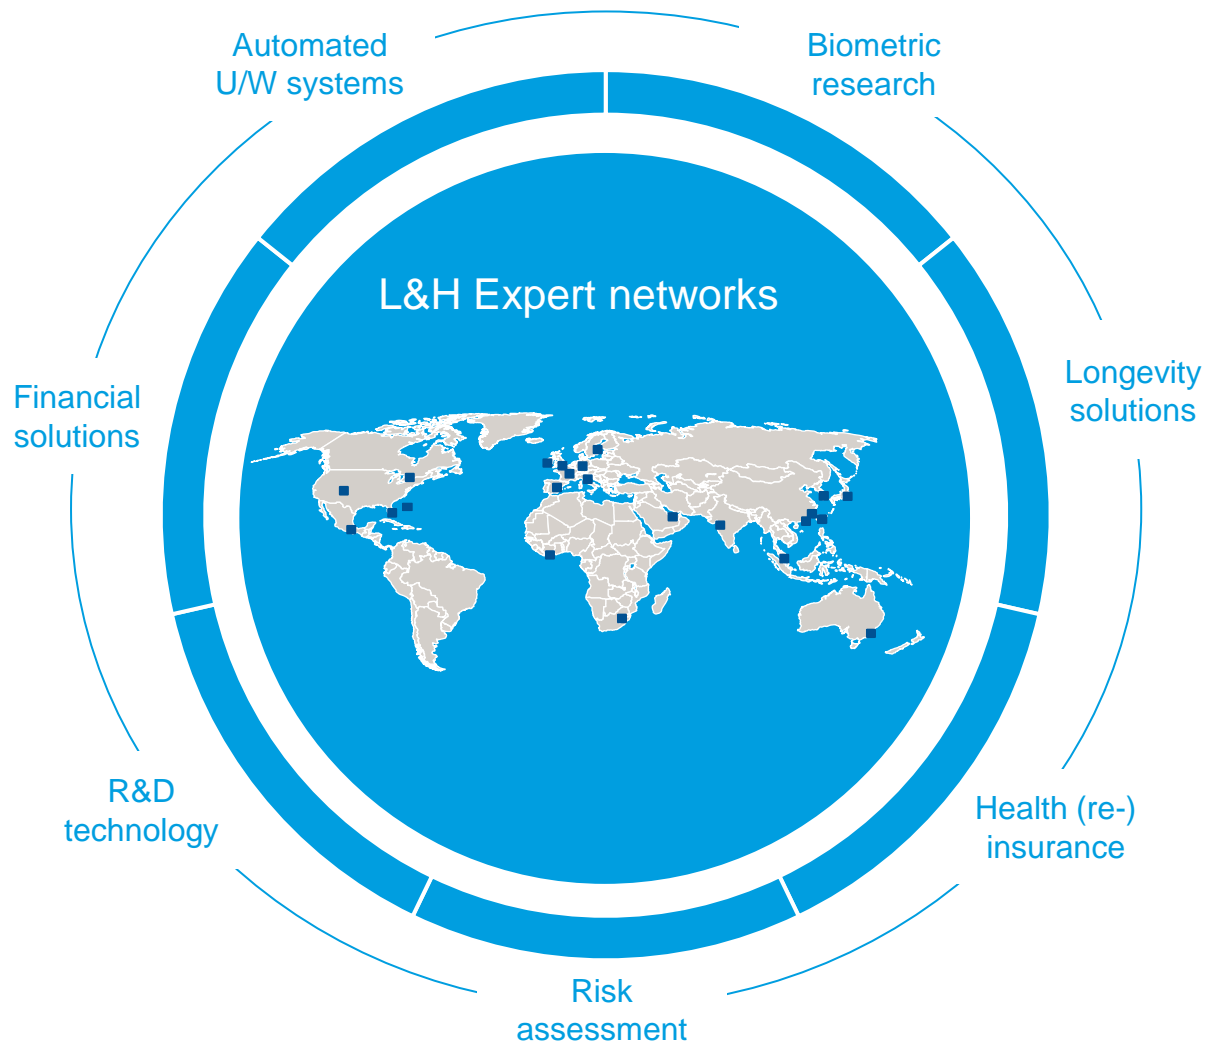 Automated
U/W systems
Biometric
research
L&H Expert networks
Financial
solutions
Longevity
solutions
R&D
technology
Health (re-)
insurance
Risk
assessment